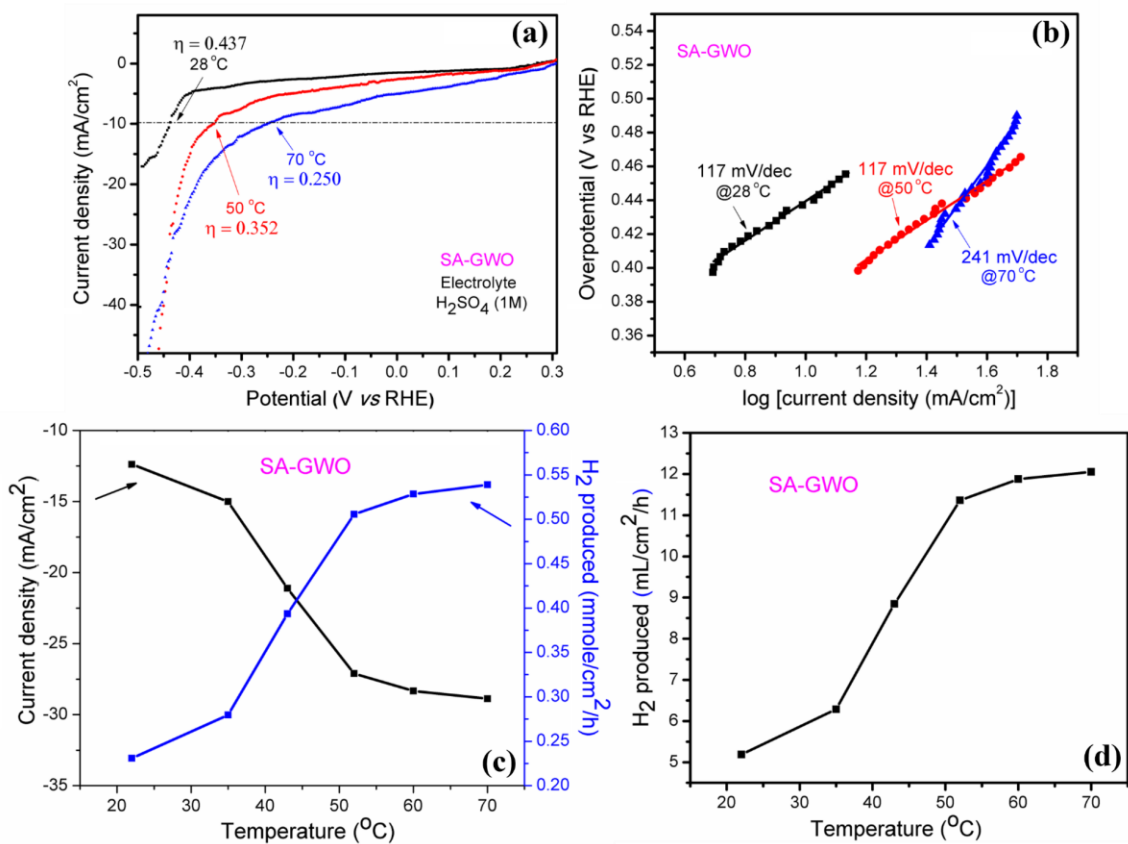 (a)
η = 0.437
28 °C
70 °C
η = 0.250
50 °C
η = 0.352
SA-GWO
Electrolyte
H₂SO₄ (1M)
Current density (mA/cm²)
0
-10
-20
-30
-40
-0.5 -0.4 -0.3 -0.2 -0.1 0.0 0.1 0.2 0.3
Potential (V vs RHE)
(b)
SA-GWO
117 mV/dec
@28°C
117 mV/dec
@50°C
241 mV/dec
@70°C
Overpotential (V vs RHE)
0.52
0.50
0.48
0.46
0.44
0.42
0.40
0.38
0.36
0.6 0.8 1.0 1.2 1.4 1.6 1.8
log [current density (mA/cm²)]
SA-GWO
(c)
Current density (mA/cm²)
-10
-15
-20
-25
-30
-35
20 30 40 50 60 70
Temperature (°C)
0.60
0.55
0.50
0.45
0.40
0.35
0.30
0.25
0.20
H₂ produced (mmole/cm²/h)
SA-GWO
(d)
H₂ produced (mL/cm²/h)
13
12
11
10
9
8
7
6
5
20 30 40 50 60 70
Temperature (°C)